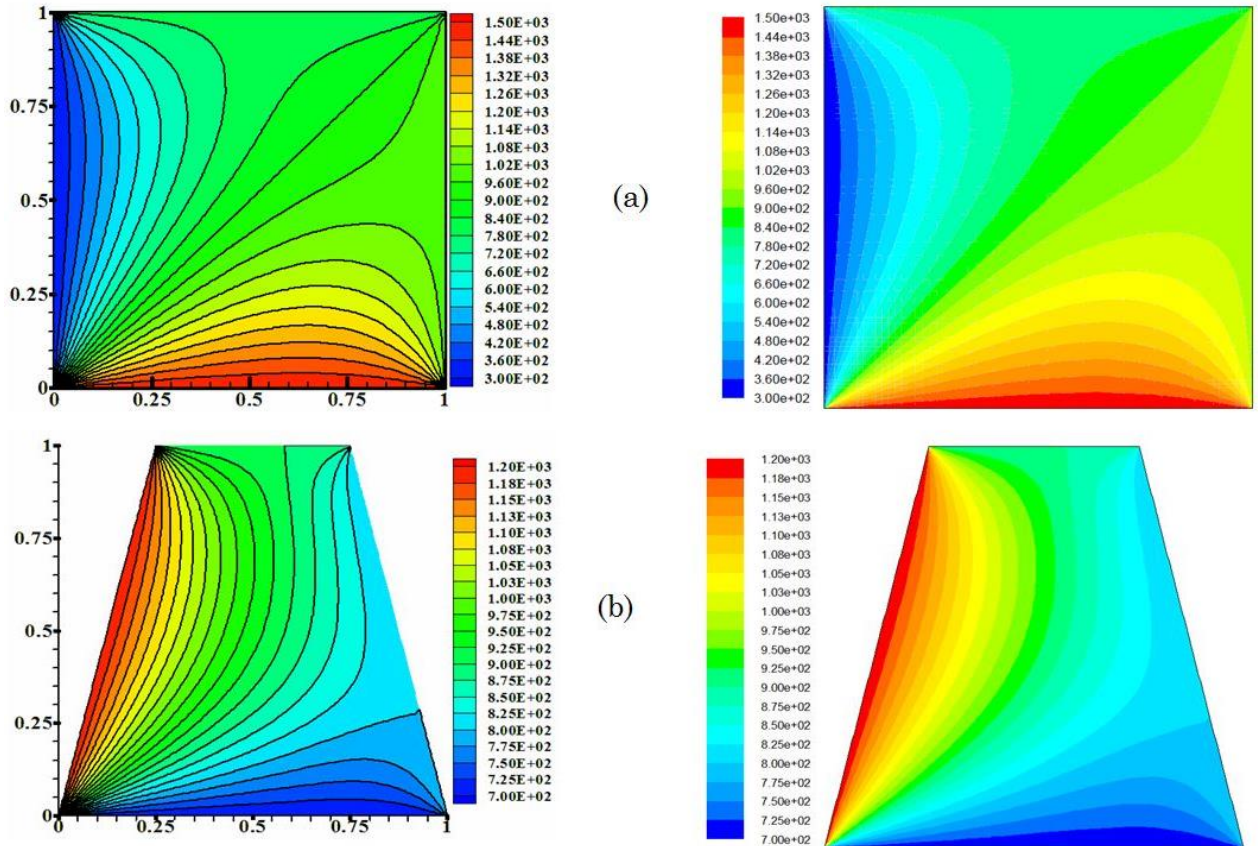 1
0.75
0.5
0.25
0
0
0.25
0.5
0.75
1
1.50E+03
1.44E+03
1.38E+03
1.32E+03
1.26E+03
1.20E+03
1.14E+03
1.08E+03
1.02E+03
9.60E+02
9.00E+02
8.40E+02
7.80E+02
7.20E+02
6.60E+02
6.00E+02
5.40E+02
4.80E+02
4.20E+02
3.60E+02
3.00E+02
(a)
1.50e+03
1.44e+03
1.38e+03
1.32e+03
1.26e+03
1.20e+03
1.14e+03
1.08e+03
1.02e+03
9.60e+02
9.00e+02
8.40e+02
7.80e+02
7.20e+02
6.60e+02
6.00e+02
5.40e+02
4.80e+02
4.20e+02
3.60e+02
3.00e+02
1
0.75
0.5
0.25
0
0
0.25
0.5
0.75
1
1.20E+03
1.18E+03
1.15E+03
1.13E+03
1.10E+03
1.08E+03
1.05E+03
1.03E+03
1.00E+03
9.75E+02
9.50E+02
9.25E+02
9.00E+02
8.75E+02
8.50E+02
8.25E+02
8.00E+02
7.75E+02
7.50E+02
7.25E+02
7.00E+02
(b)
1.20e+03
1.18e+03
1.15e+03
1.13e+03
1.10e+03
1.08e+03
1.05e+03
1.03e+03
1.00e+03
9.75e+02
9.50e+02
9.25e+02
9.00e+02
8.75e+02
8.50e+02
8.25e+02
8.00e+02
7.75e+02
7.50e+02
7.25e+02
7.00e+02